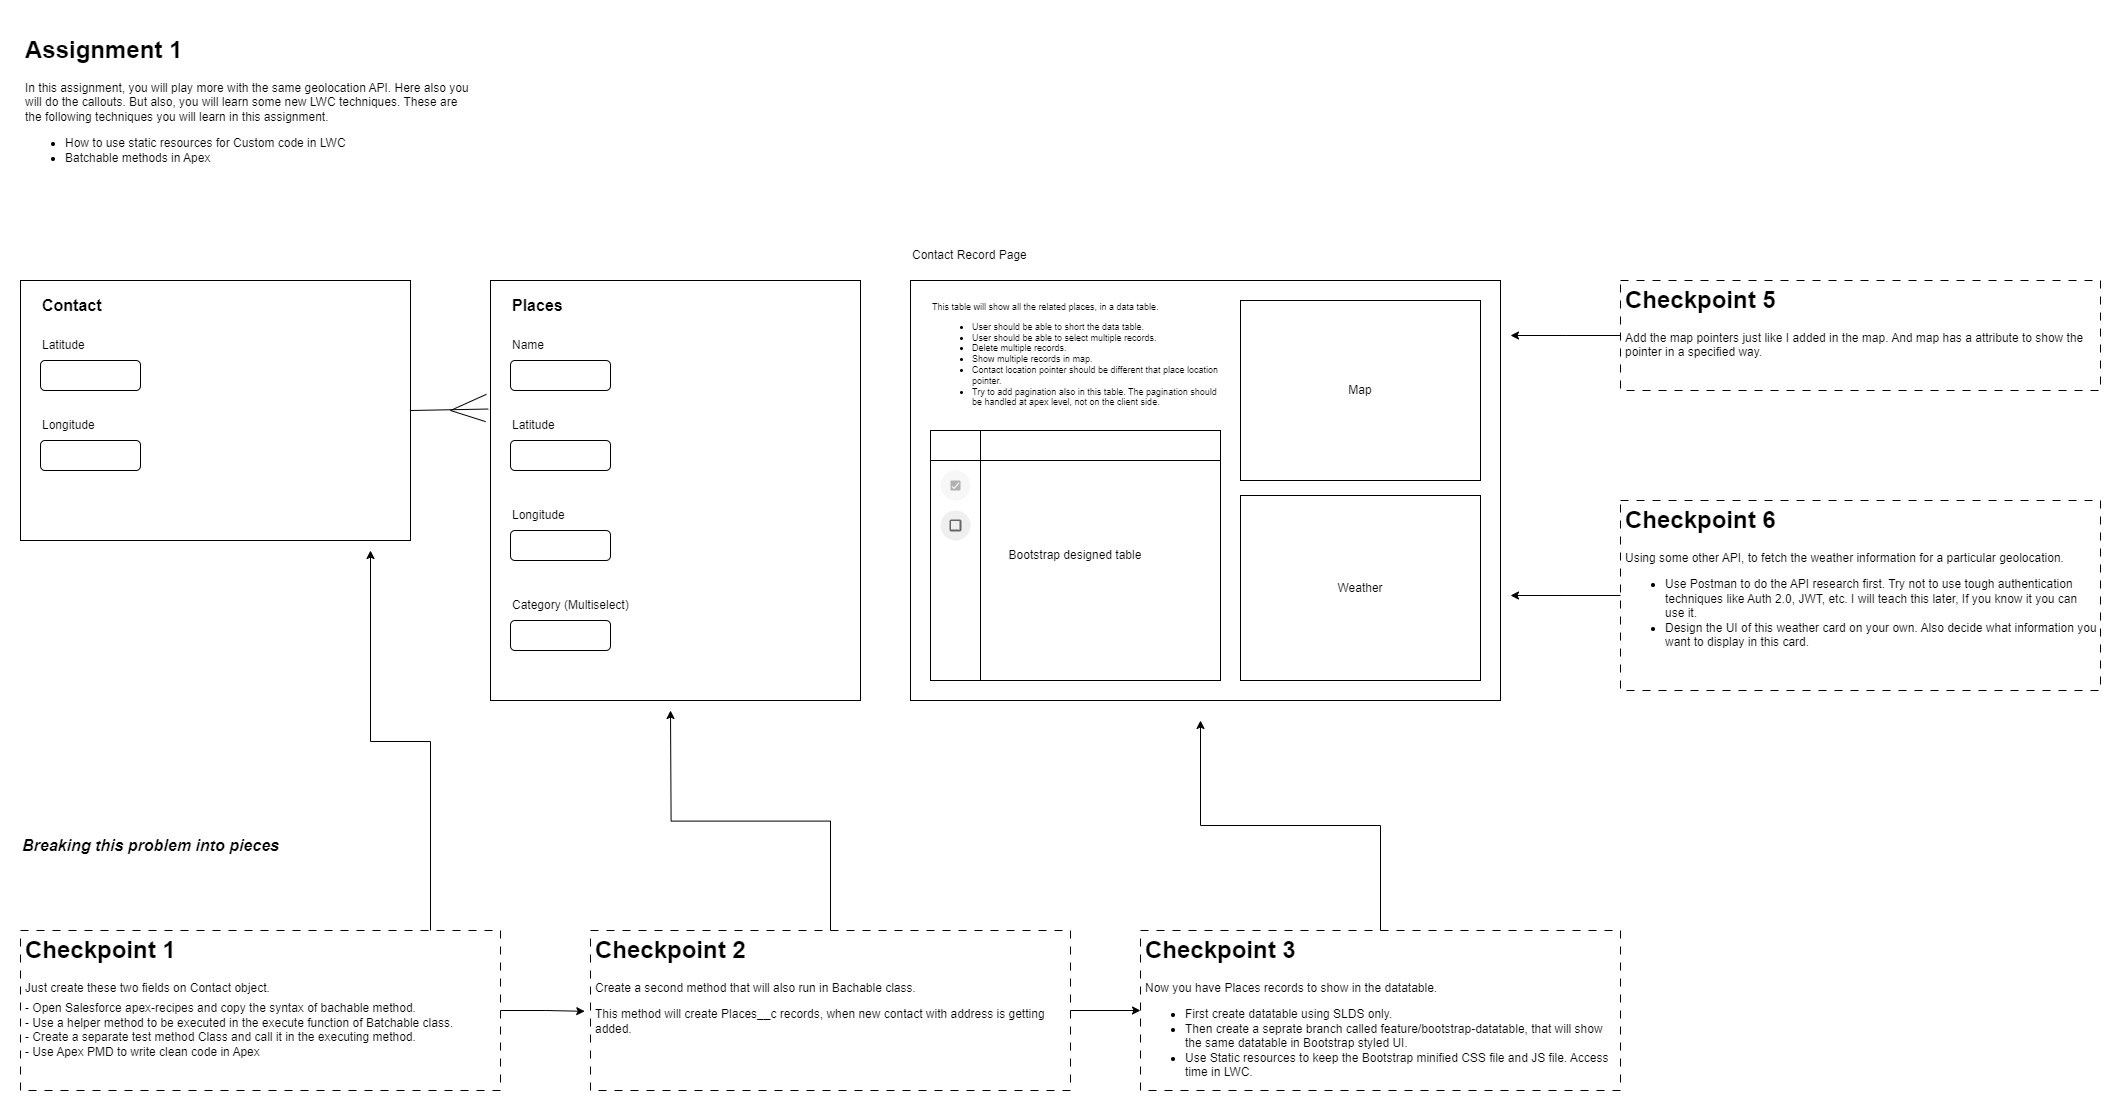 Assignment 1
In this assignment, you will play more with the same geolocation API. Here also you
will do the callouts. But also, you will learn some new LWC techniques. These are
the following techniques you will learn in this assignment.
• How to use static resources for Custom code in LWC
• Batchable methods in Apex
Contact
Latitude
Longitude
Places
Name
Latitude
Longitude
Category (Multiselect)
Contact Record Page
This table will show all the related places, in a data table.
• User should be able to short the data table.
• User should be able to select multiple records.
• Delete multiple records.
• Show multiple records in map.
• Contact location pointer should be different that place location
pointer.
• Try to add pagination also in this table. The pagination should
be handled at apex level, not on the client side.
Bootstrap designed table
Map
Weather
Checkpoint 5
Add the map pointers just like I added in the map. And map has a attribute to show the
pointer in a specified way.
Checkpoint 6
Using some other API, to fetch the weather information for a particular geolocation.
• Use Postman to do the API research first. Try not to use tough authentication
techniques like Auth 2.0, JWT, etc. I will teach this later, If you know it you can
use it.
• Design the UI of this weather card on your own. Also decide what information you
want to display in this card.
Breaking this problem into pieces
Checkpoint 1
Just create these two fields on Contact object.
- Open Salesforce apex-recipes and copy the syntax of bachable method.
- Use a helper method to be executed in the execute function of Batchable class.
- Create a separate test method Class and call it in the executing method.
- Use Apex PMD to write clean code in Apex
Checkpoint 2
Create a second method that will also run in Bachable class.
This method will create Places__c records, when new contact with address is getting
added.
Checkpoint 3
Now you have Places records to show in the datatable.
• First create datatable using SLDS only.
• Then create a seprate branch called feature/bootstrap-datatable, that will show
the same datatable in Bootstrap styled UI.
• Use Static resources to keep the Bootstrap minified CSS file and JS file. Access
time in LWC.